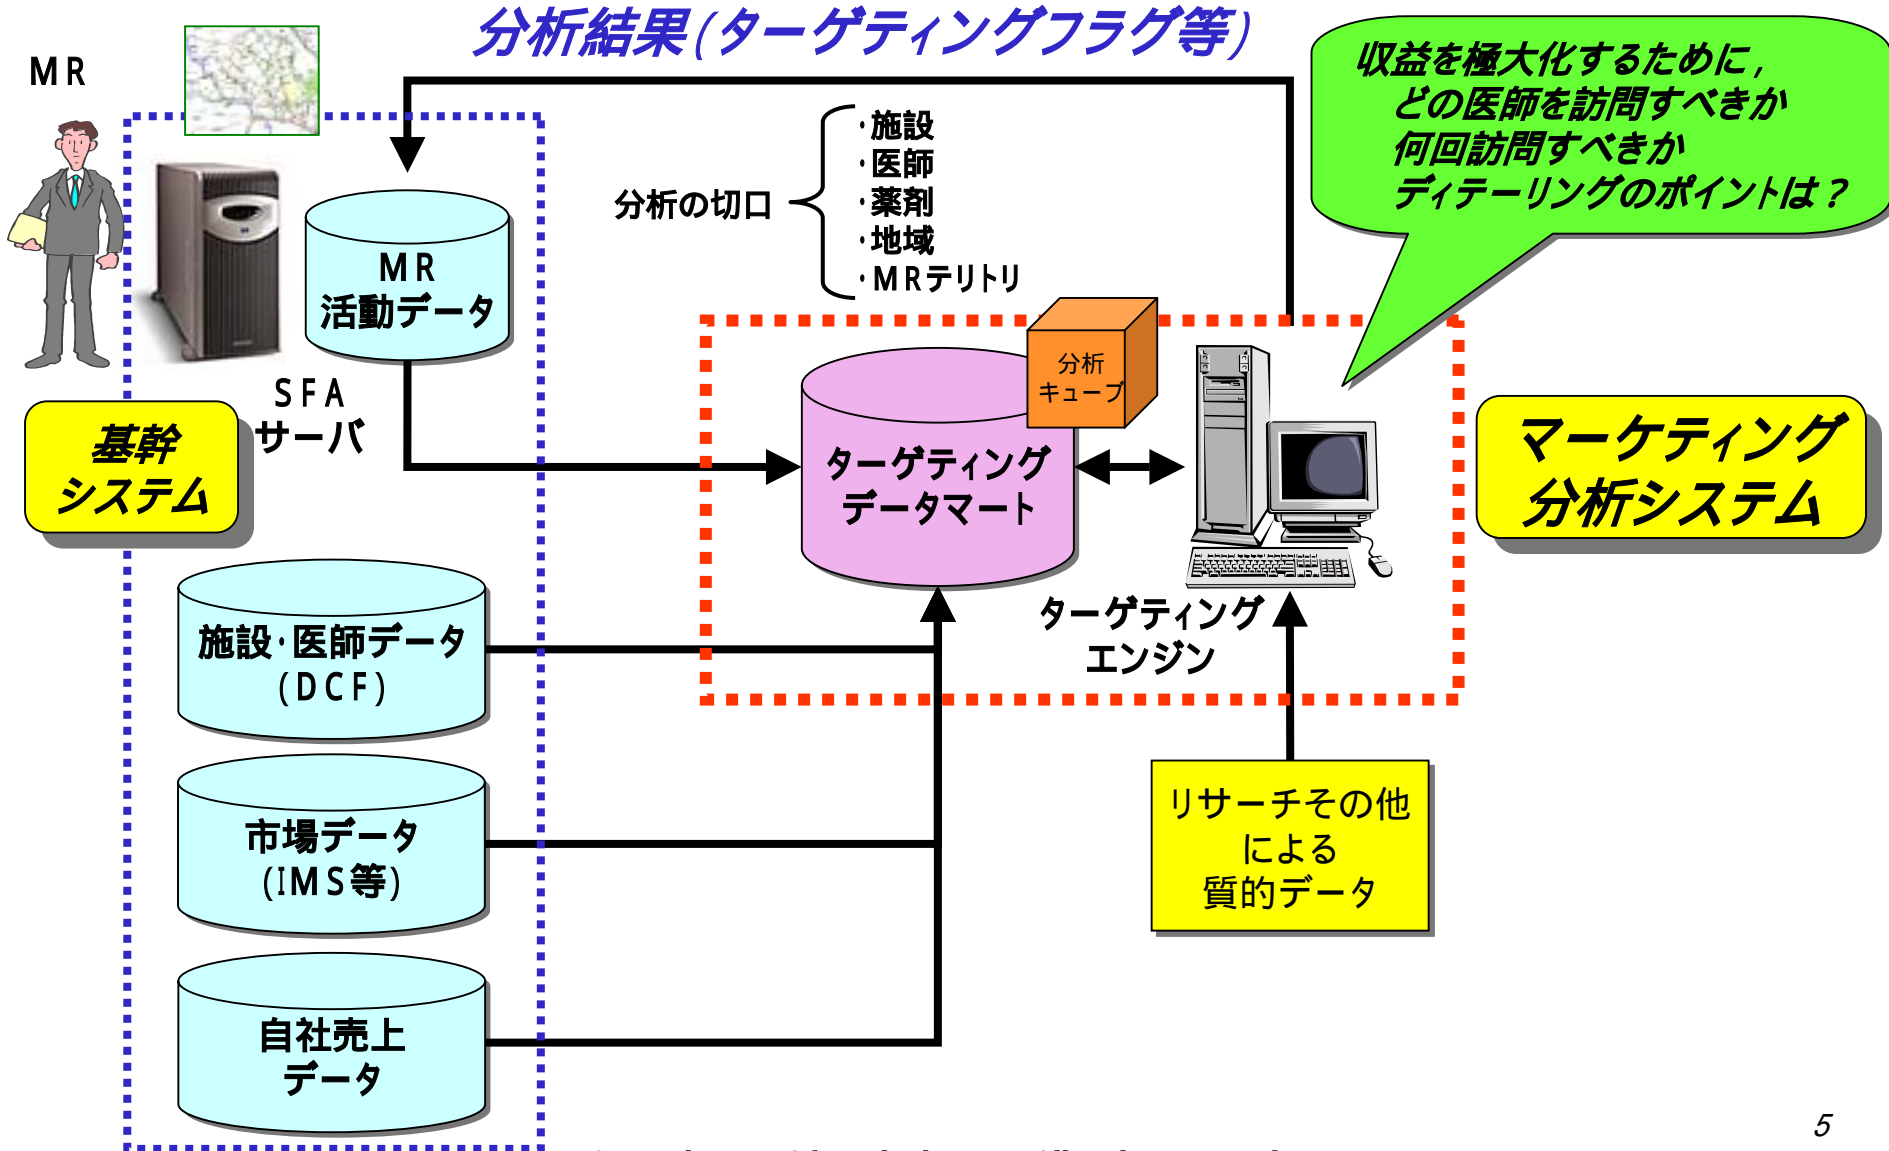 分析結果(ターゲティングフラグ等)
MR
収益を極大化するために,
どの医師を訪問すべきか
何回訪問すべきか
ディテーリングのポイントは?
分析の切口
・施設
・医師
・薬剤
・地域
・MRテリトリ
MR
活動データ
SFA
サーバ
基幹
システム
分析
キューブ
ターゲティング
データマート
マーケティング
分析システム
ターゲティング
エンジン
施設・医師データ
(DCF)
市場データ
(IMS等)
リサーチその他
による
質的データ
自社売上
データ
5